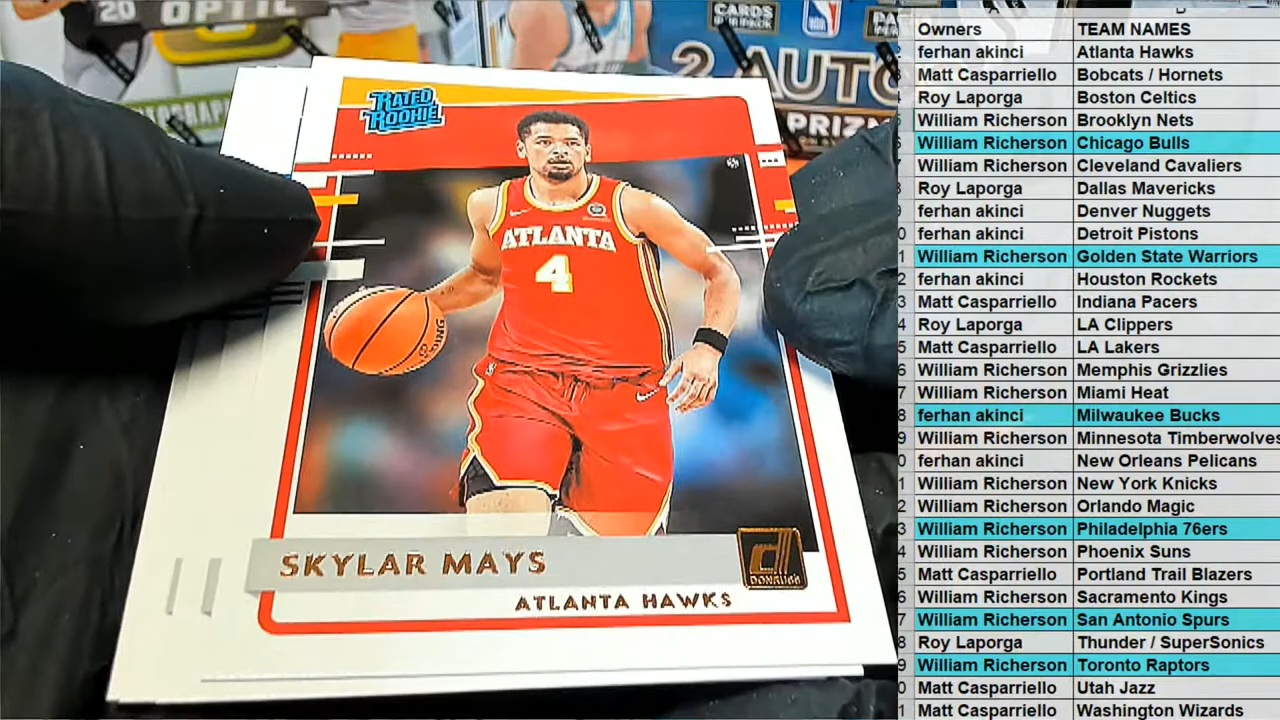 20 OPTIC
AUTOGRAPH
CARDS
NBA
2 AUTO
PRIZM
RATED
ROOKIE
ATLANTA
4
SKYLAR MAYS
DONRUSS
ATLANTA HAWKS
Owners TEAM NAMES
ferhan akinci Atlanta Hawks
Matt Casparriello Bobcats / Hornets
Roy Laporga Boston Celtics
William Richerson Brooklyn Nets
William Richerson Chicago Bulls
William Richerson Cleveland Cavaliers
Roy Laporga Dallas Mavericks
ferhan akinci Denver Nuggets
ferhan akinci Detroit Pistons
William Richerson Golden State Warriors
ferhan akinci Houston Rockets
Matt Casparriello Indiana Pacers
Roy Laporga LA Clippers
Matt Casparriello LA Lakers
William Richerson Memphis Grizzlies
William Richerson Miami Heat
ferhan akinci Milwaukee Bucks
William Richerson Minnesota Timberwolves
ferhan akinci New Orleans Pelicans
William Richerson New York Knicks
William Richerson Orlando Magic
William Richerson Philadelphia 76ers
William Richerson Phoenix Suns
Matt Casparriello Portland Trail Blazers
William Richerson Sacramento Kings
William Richerson San Antonio Spurs
Roy Laporga Thunder / SuperSonics
William Richerson Toronto Raptors
Matt Casparriello Utah Jazz
Matt Casparriello Washington Wizards